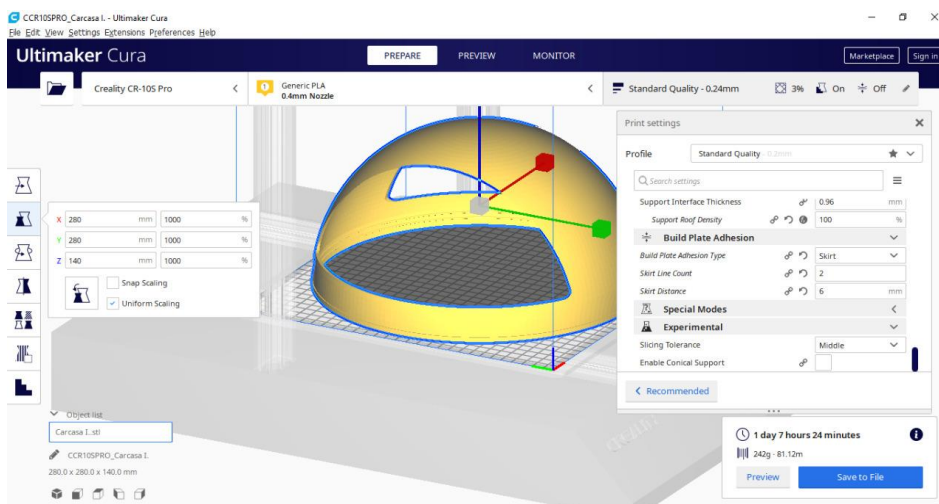 CCR10SPRO_Carcasa I. - Ultimaker Cura
File Edit View Settings Extensions Preferences Help
Ultimaker Cura PREPARE PREVIEW MONITOR Marketplace Sign in
Creality CR-10S Pro Generic PLA 0.4mm Nozzle Standard Quality - 0.24mm 3% On Off
Print settings
Profile Standard Quality - 0.2mm
Search settings
Support Interface Thickness 0.96 mm
Support Roof Density 100 %
Build Plate Adhesion
Build Plate Adhesion Type Skirt
Skirt Line Count 2
Skirt Distance 6 mm
Special Modes
Experimental
Slicing Tolerance Middle
Enable Conical Support
Recommended
X 280 mm 1000 %
Y 280 mm 1000 %
Z 140 mm 1000 %
Snap Scaling
Uniform Scaling
Object list
Carcasa I..stl
CCR10SPRO_Carcasa I.
280.0 x 280.0 x 140.0 mm
1 day 7 hours 24 minutes
242g · 81.12m
Preview Save to File